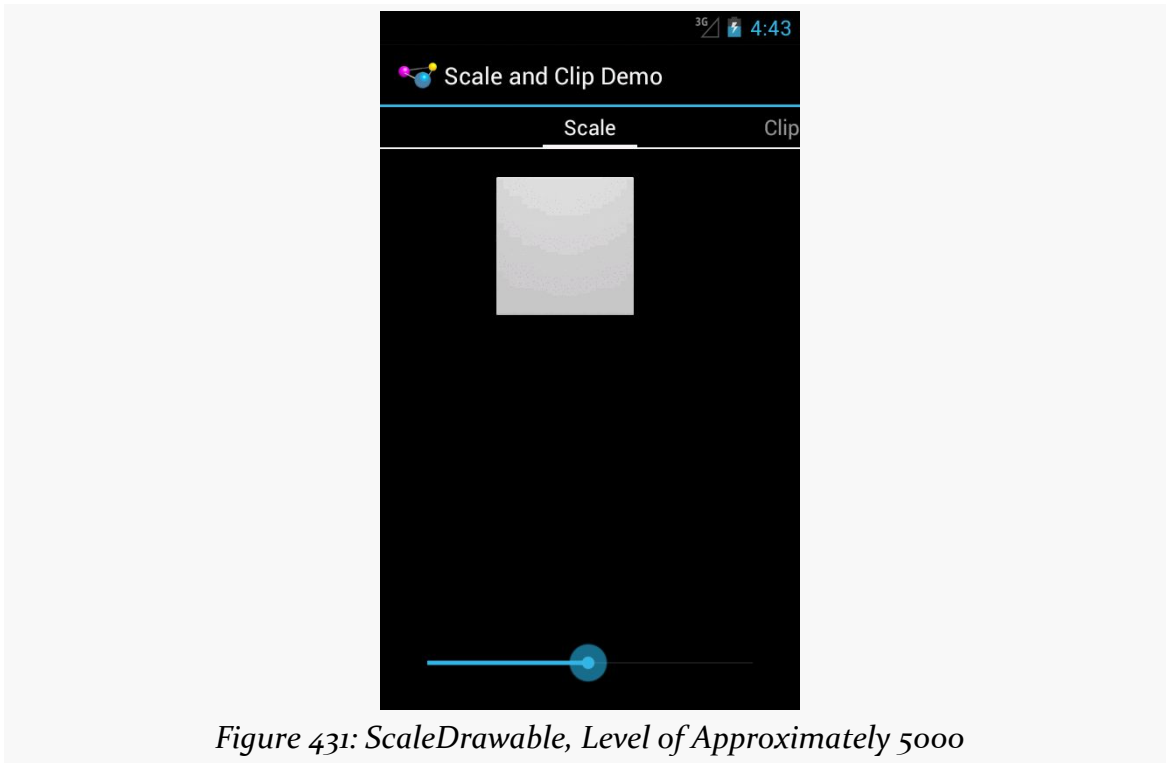 3G 4:43
Scale and Clip Demo
Scale Clip
Figure 431: ScaleDrawable, Level of Approximately 5000